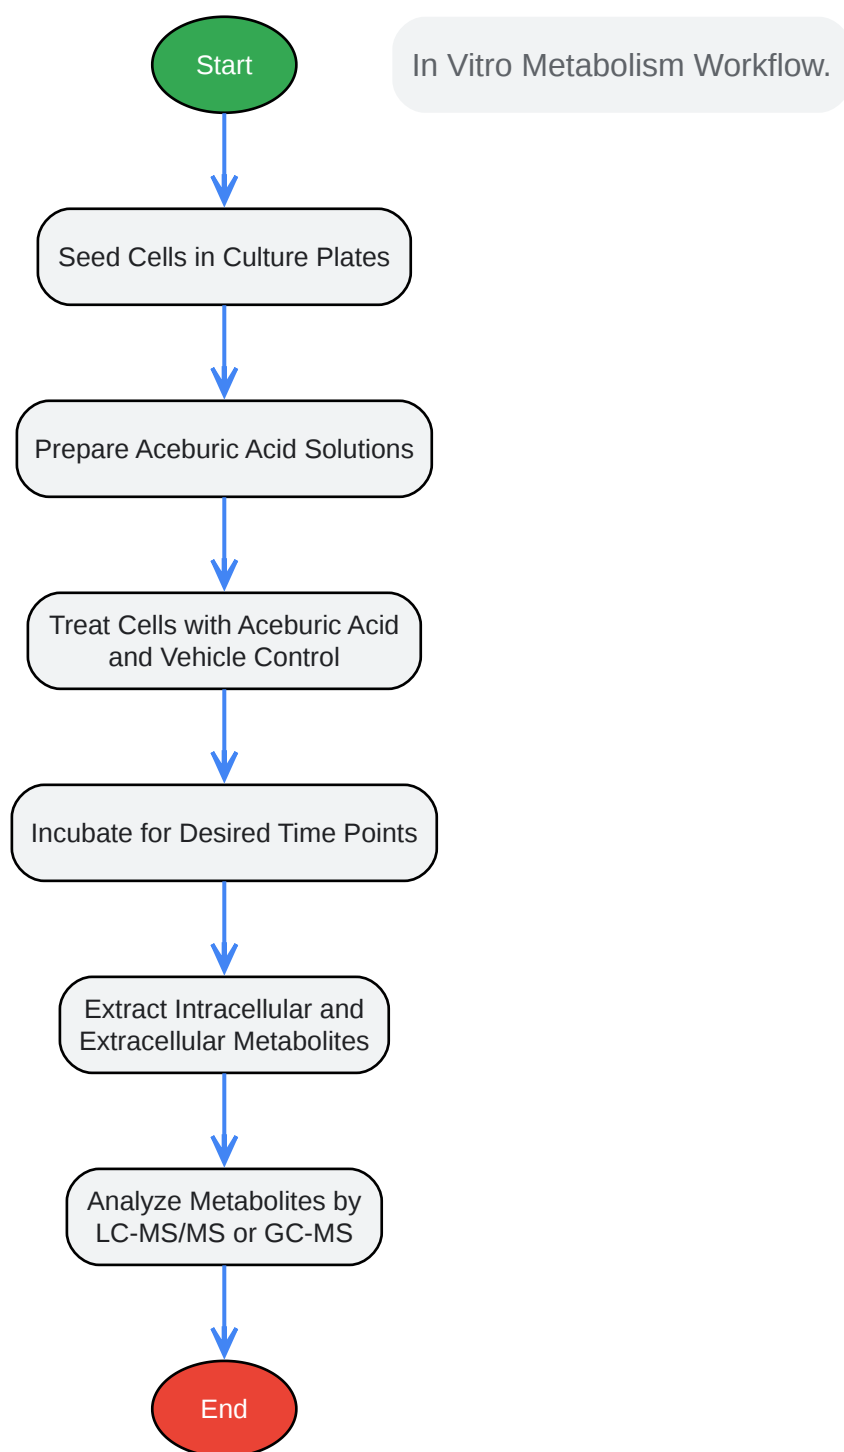 Start
In Vitro Metabolism Workflow.
Seed Cells in Culture Plates
Prepare Aceburic Acid Solutions
Treat Cells with Aceburic Acid
and Vehicle Control
Incubate for Desired Time Points
Extract Intracellular and
Extracellular Metabolites
Analyze Metabolites by
LC-MS/MS or GC-MS
End